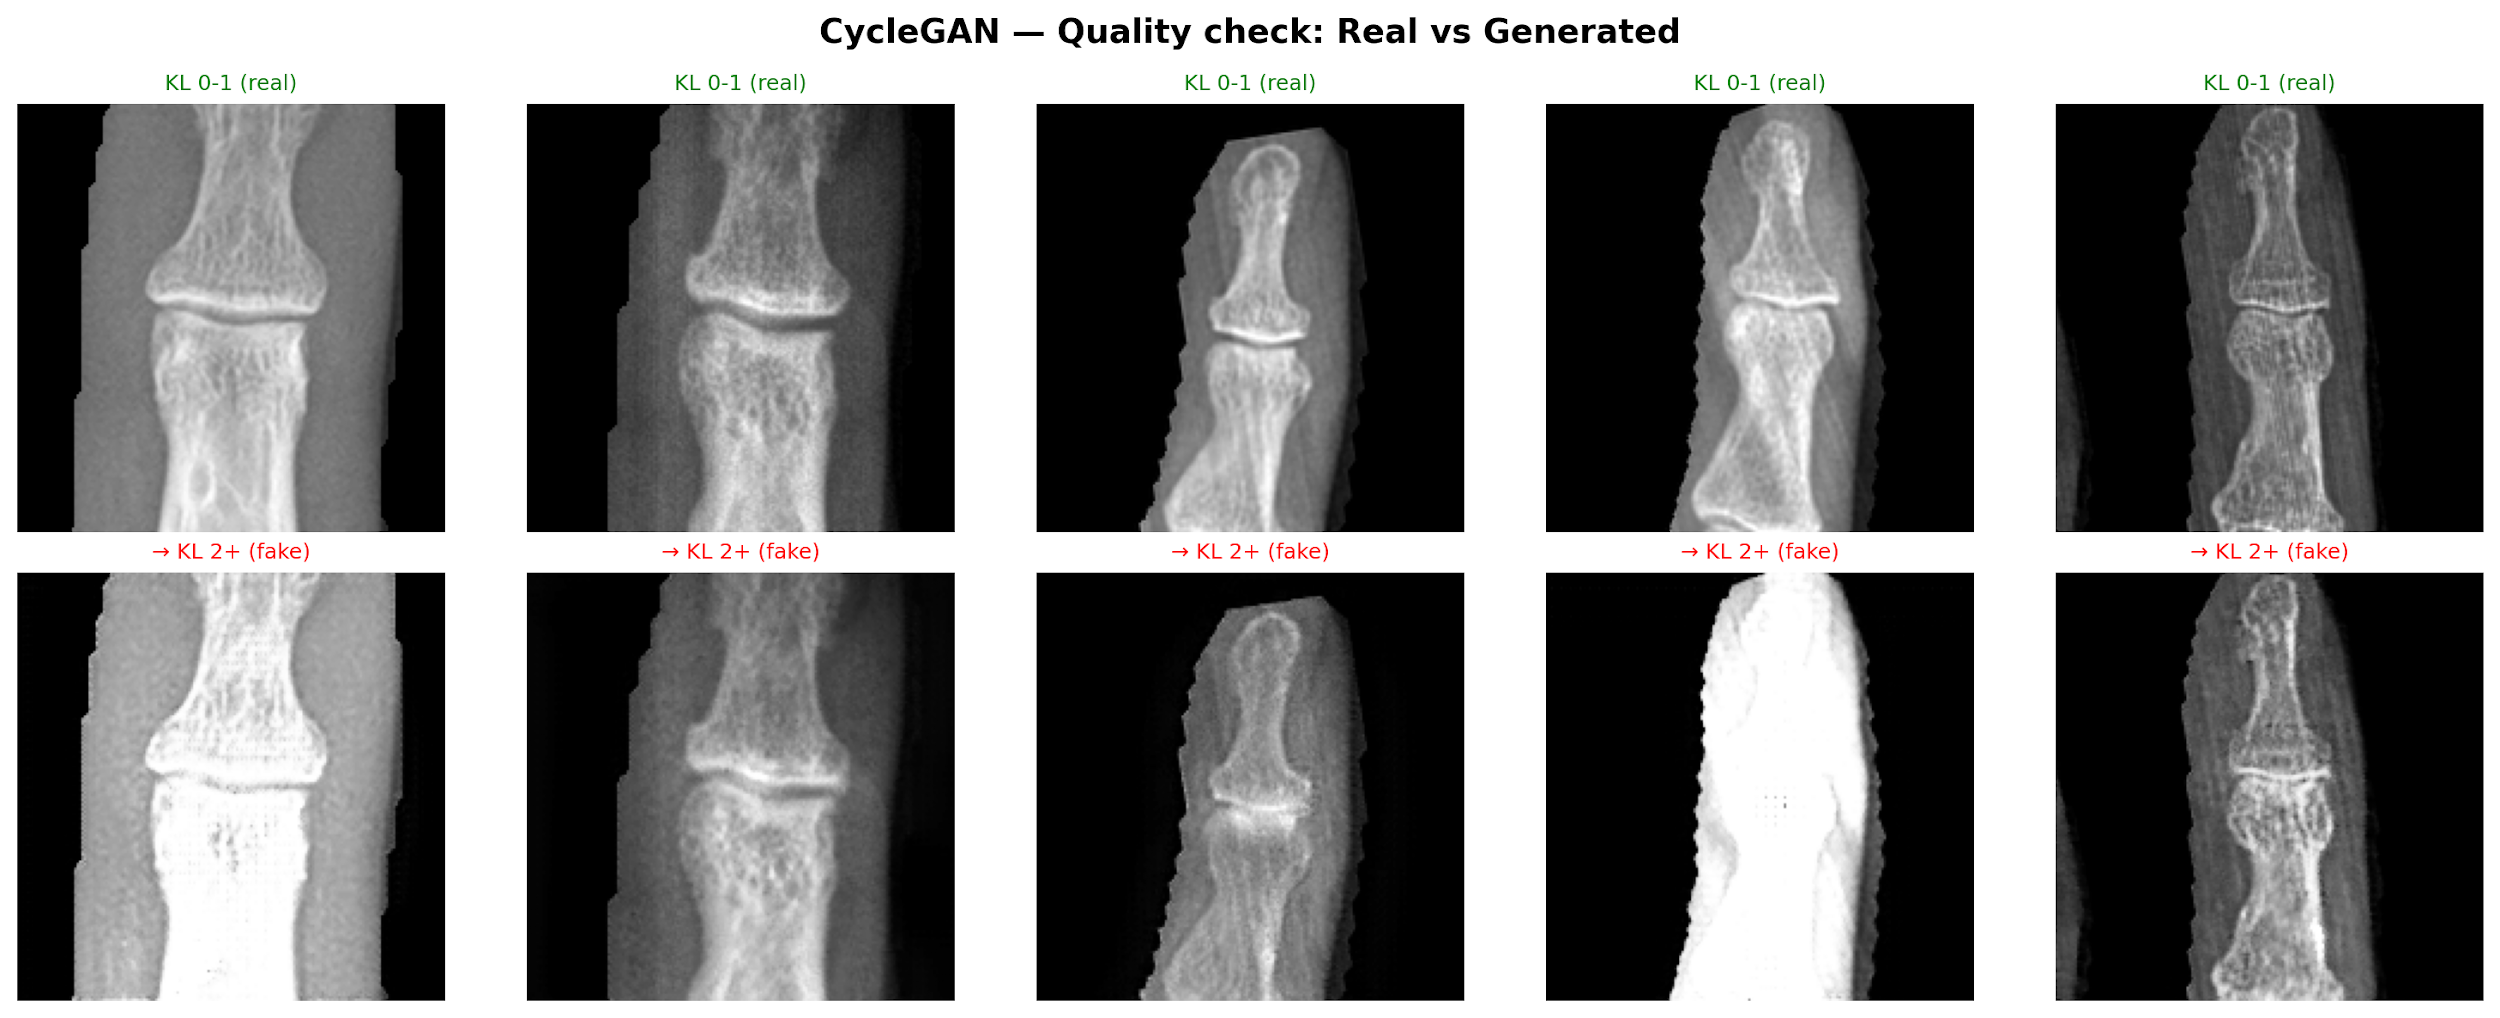 CycleGAN — Quality check: Real vs Generated
KL 0-1 (real)
KL 0-1 (real)
KL 0-1 (real)
KL 0-1 (real)
KL 0-1 (real)
→ KL 2+ (fake)
→ KL 2+ (fake)
→ KL 2+ (fake)
→ KL 2+ (fake)
→ KL 2+ (fake)